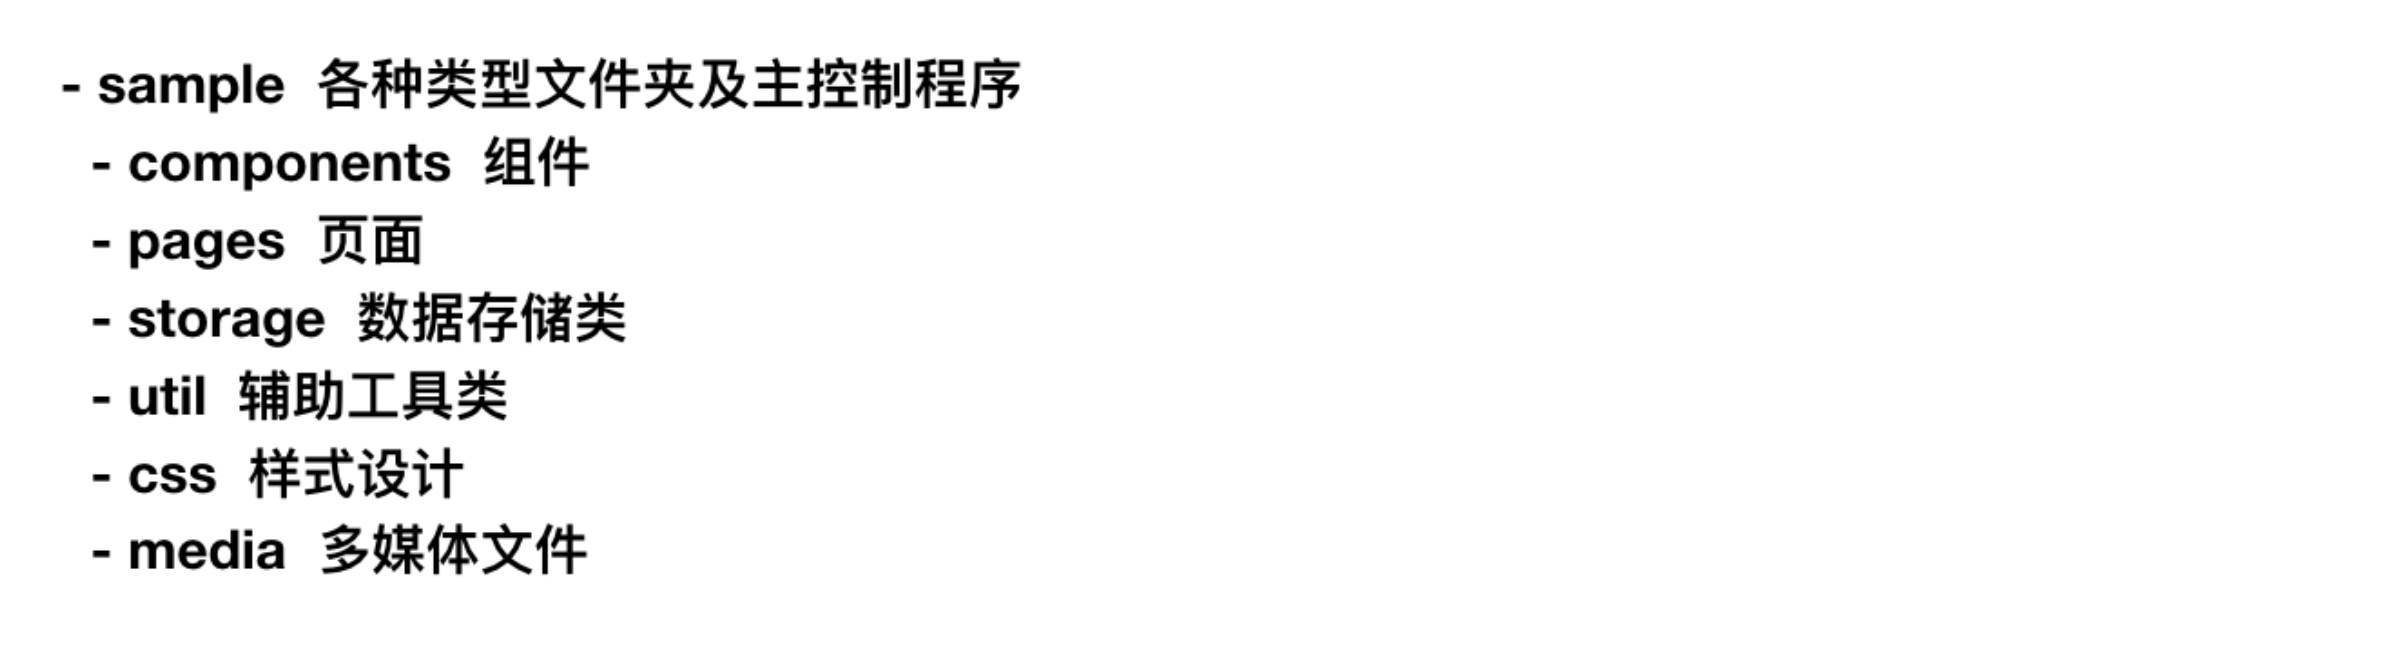 - sample 各种类型文件夹及主控制程序
- components 组件
- pages 页面
- storage 数据存储类
- util 辅助工具类
- css 样式设计
- media 多媒体文件